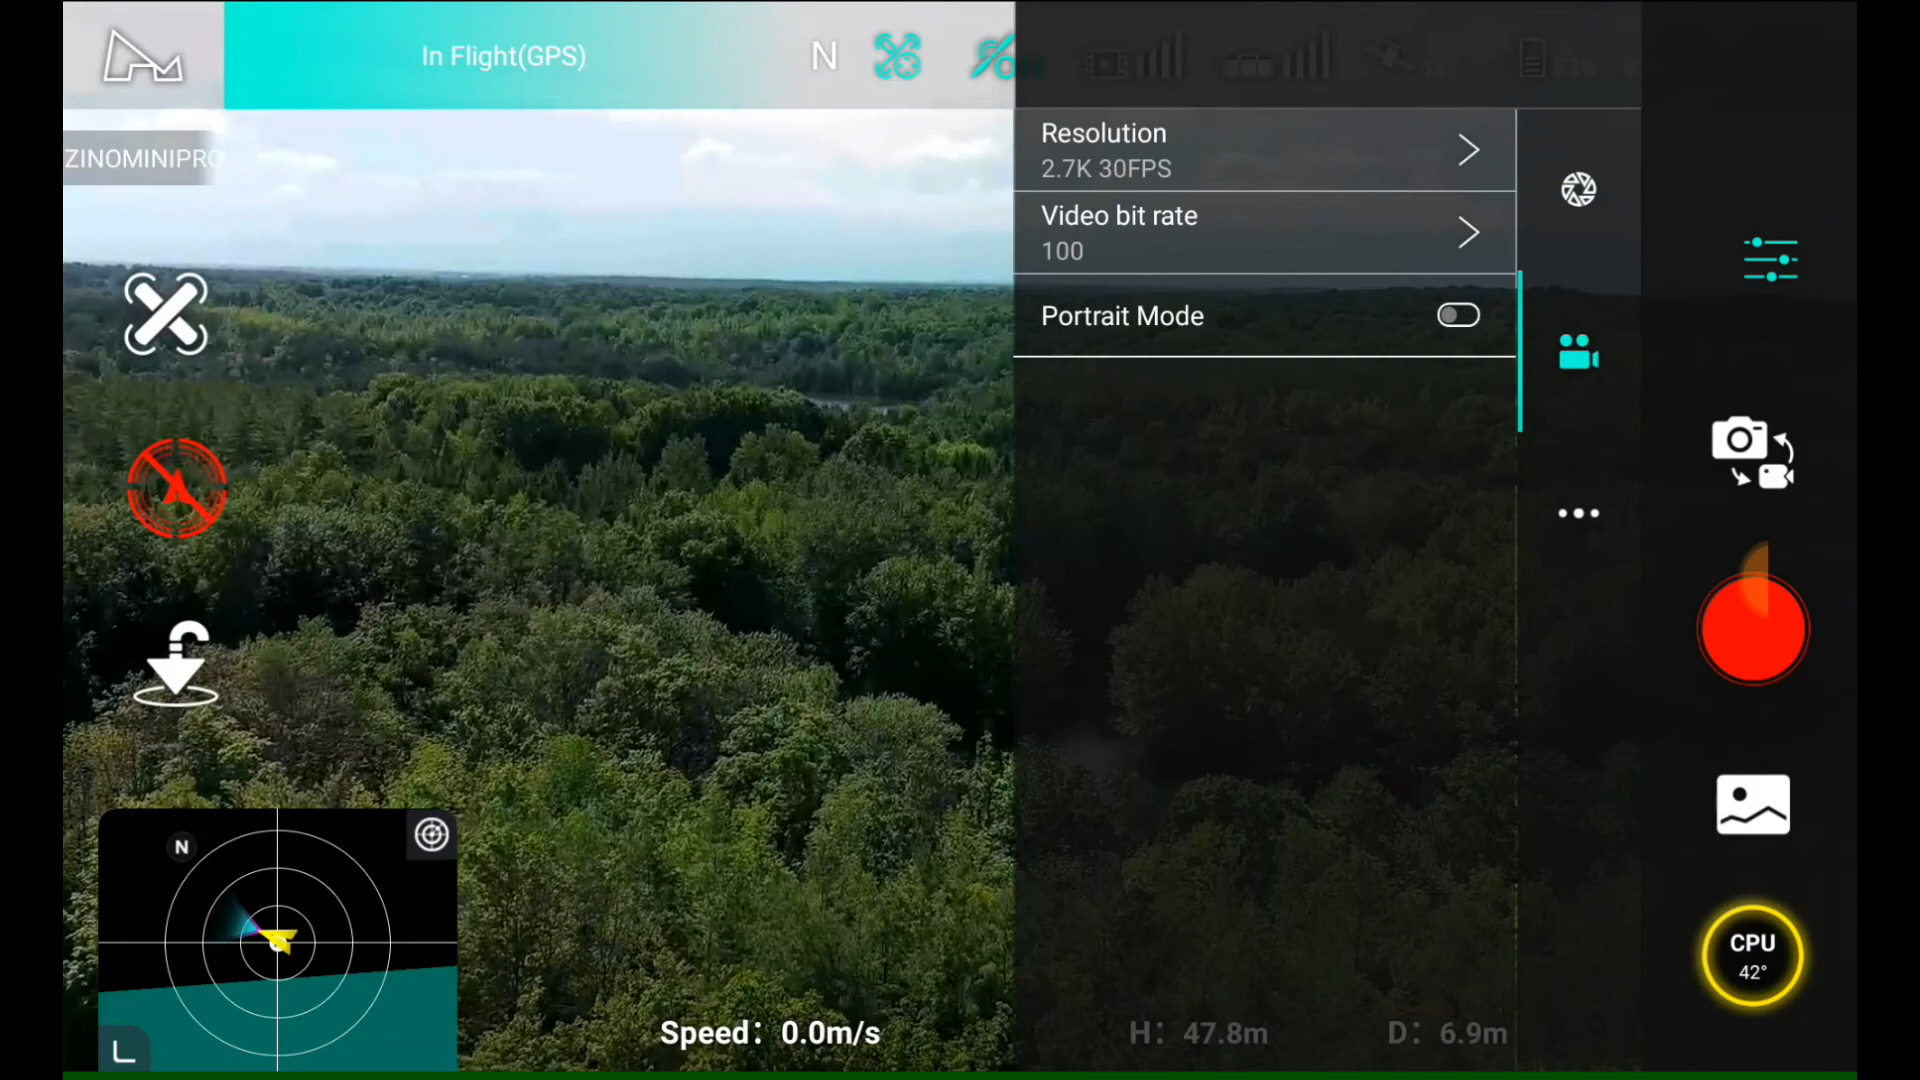 In Flight(GPS)
N
ZINOMINIPRO
Resolution
2.7K 30FPS
Video bit rate
100
Portrait Mode
N
L
Speed: 0.0m/s
H: 47.8m
D: 6.9m
CPU
42°